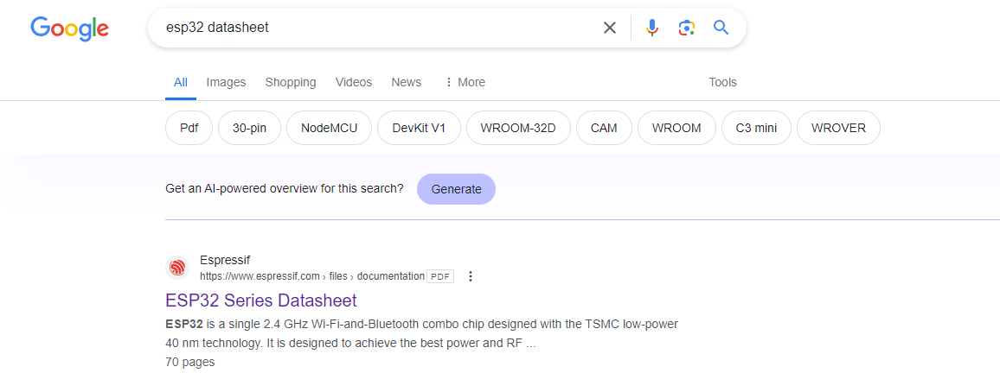 Google
esp32 datasheet
All Images Shopping Videos News More Tools
Pdf 30-pin NodeMCU DevKit V1 WROOM-32D CAM WROOM C3 mini WROVER
Get an AI-powered overview for this search? Generate
Espressif
https://www.espressif.com › files › documentation PDF
ESP32 Series Datasheet
ESP32 is a single 2.4 GHz Wi-Fi-and-Bluetooth combo chip designed with the TSMC low-power
40 nm technology. It is designed to achieve the best power and RF ...
70 pages